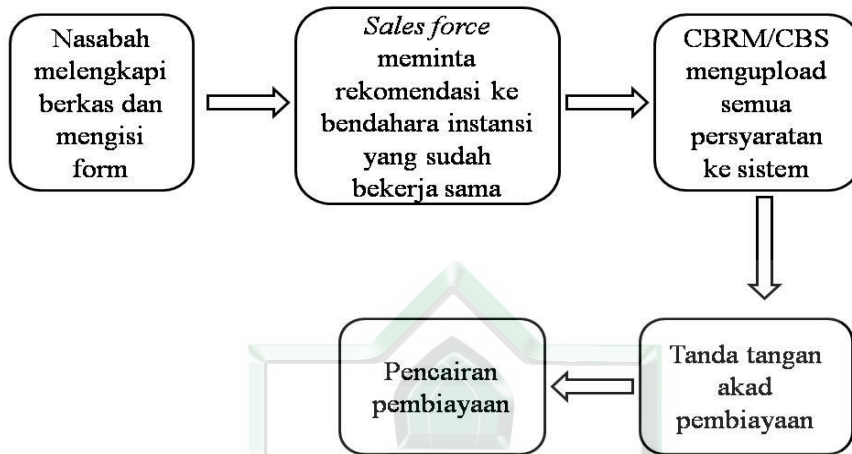 Nasabah
melengkapi
berkas dan
mengisi
form
Sales force
meminta
rekomendasi ke
bendahara instansi
yang sudah
bekerja sama
CBRM/CBS
mengupload
semua
persyaratan
ke sistem
Tanda tangan
akad
pembiayaan
Pencairan
pembiayaan